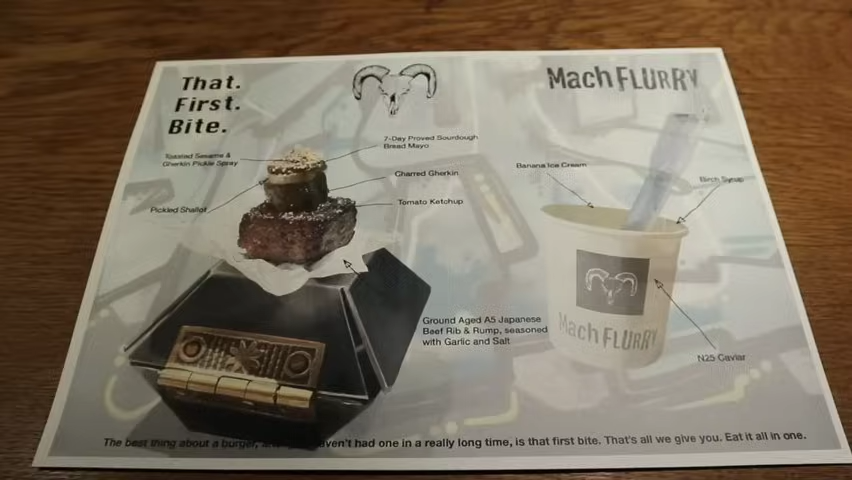 That.
First.
Bite.
MachFLURRY
7-Day Proved Sourdough
Bread Mayo
Toasted Sesame &
Gherkin Pickle Spray
Charred Gherkin
Pickled Shallot
Tomato Ketchup
Ground Aged A5 Japanese
Beef Rib & Rump, seasoned
with Garlic and Salt
Banana Ice Cream
Birch Syrup
MachFLURRY
N25 Caviar
The best thing about a burger, haven't had one in a really long time, is that first bite. That's all we give you. Eat it all in one.